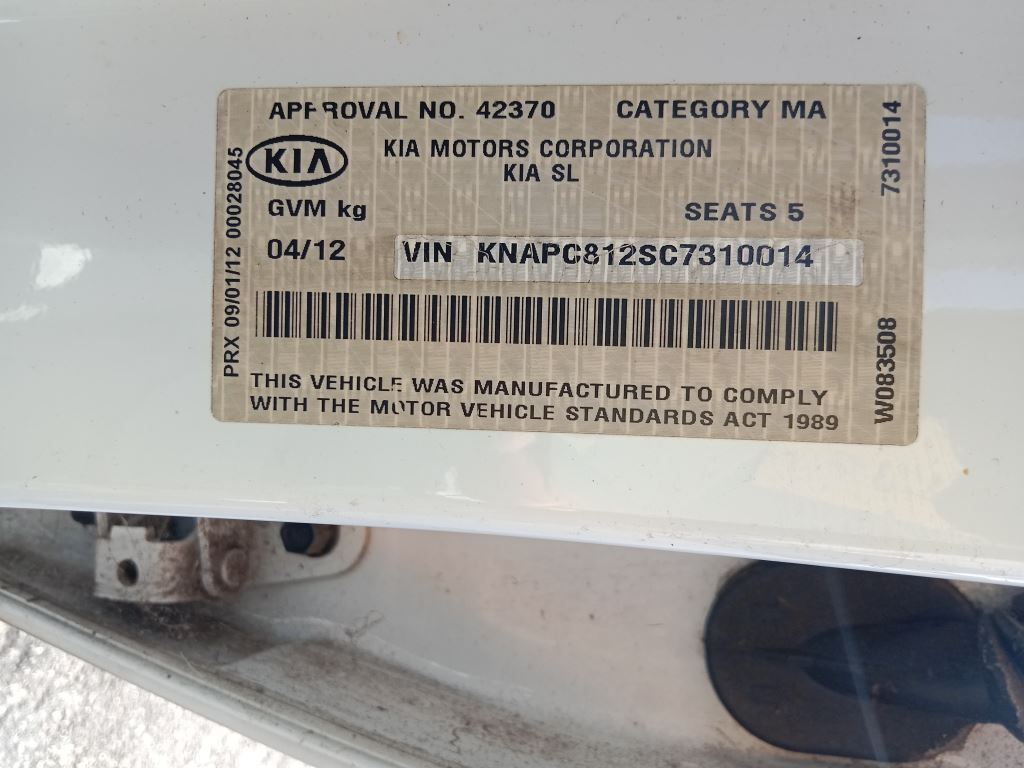 APPROVAL NO. 42370 CATEGORY MA
KIA
KIA MOTORS CORPORATION
KIA SL
GVM kg SEATS 5
04/12 VIN KNAPC812SC7310014
THIS VEHICLE WAS MANUFACTURED TO COMPLY
WITH THE MOTOR VEHICLE STANDARDS ACT 1989
PRX 09/01/12 00028045
7310014
W083508